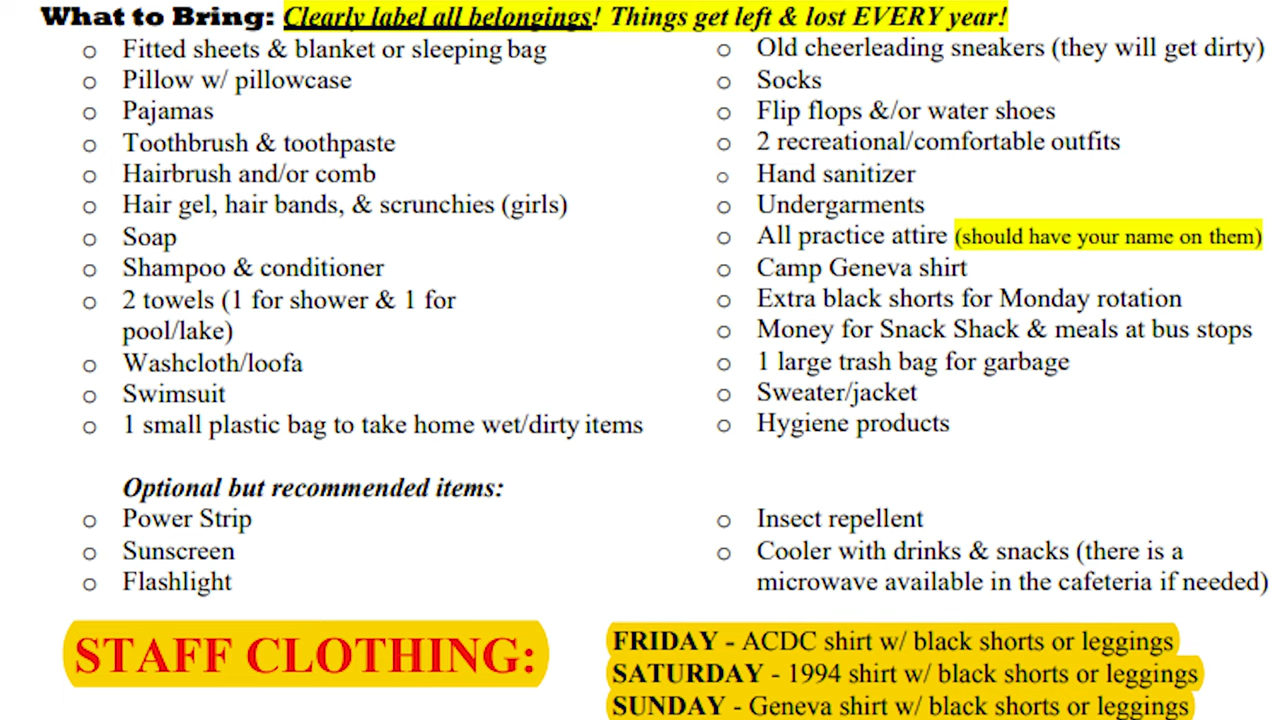 What to Bring: Clearly label all belongings! Things get left & lost EVERY year!
o Fitted sheets & blanket or sleeping bag
o Pillow w/ pillowcase
o Pajamas
o Toothbrush & toothpaste
o Hairbrush and/or comb
o Hair gel, hair bands, & scrunchies (girls)
o Soap
o Shampoo & conditioner
o 2 towels (1 for shower & 1 for
pool/lake)
o Washcloth/loofa
o Swimsuit
o 1 small plastic bag to take home wet/dirty items
o Old cheerleading sneakers (they will get dirty)
o Socks
o Flip flops &/or water shoes
o 2 recreational/comfortable outfits
o Hand sanitizer
o Undergarments
o All practice attire (should have your name on them)
o Camp Geneva shirt
o Extra black shorts for Monday rotation
o Money for Snack Shack & meals at bus stops
o 1 large trash bag for garbage
o Sweater/jacket
o Hygiene products
Optional but recommended items:
o Power Strip
o Sunscreen
o Flashlight
o Insect repellent
o Cooler with drinks & snacks (there is a
microwave available in the cafeteria if needed)
STAFF CLOTHING:
FRIDAY - ACDC shirt w/ black shorts or leggings
SATURDAY - 1994 shirt w/ black shorts or leggings
SUNDAY - Geneva shirt w/ black shorts or leggings